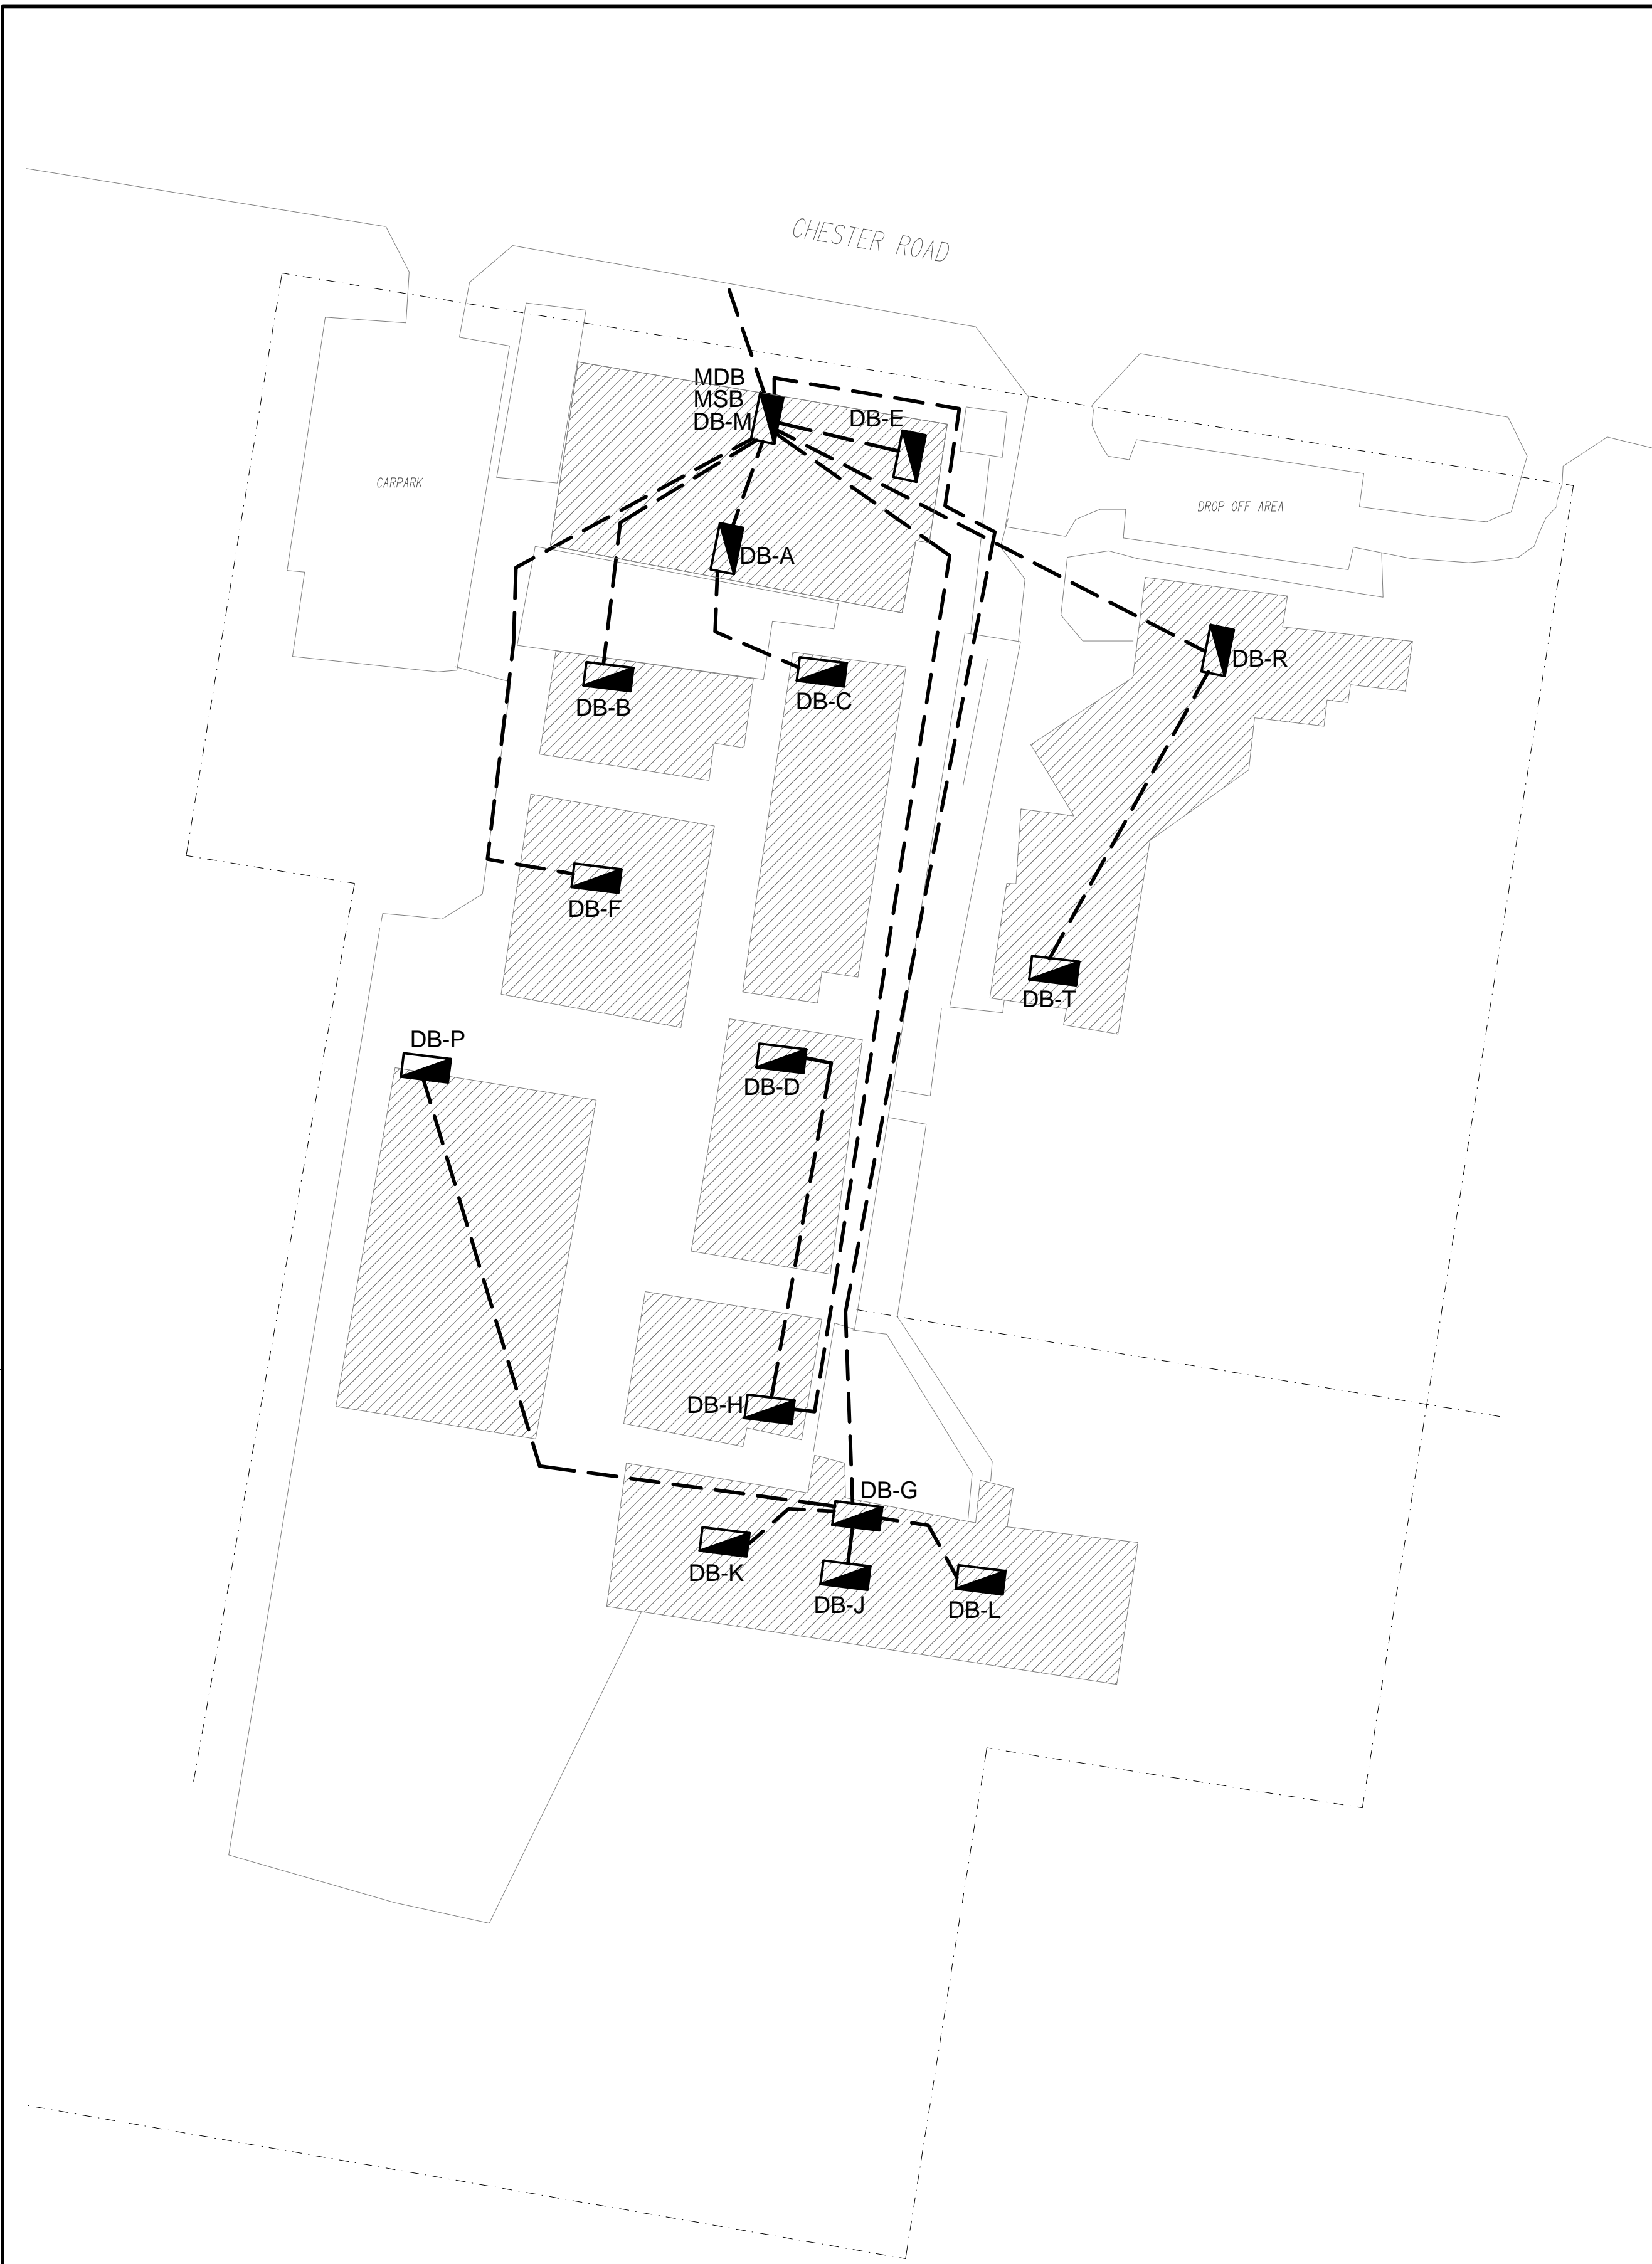 CHESTER ROAD
MDB
MSB
DB-M
DB-E
CARPARK
DROP OFF AREA
DB-A
DB-R
DB-B
DB-C
DB-F
DB-T
DB-P
DB-D
DB-H
DB-G
DB-K
DB-J
DB-L